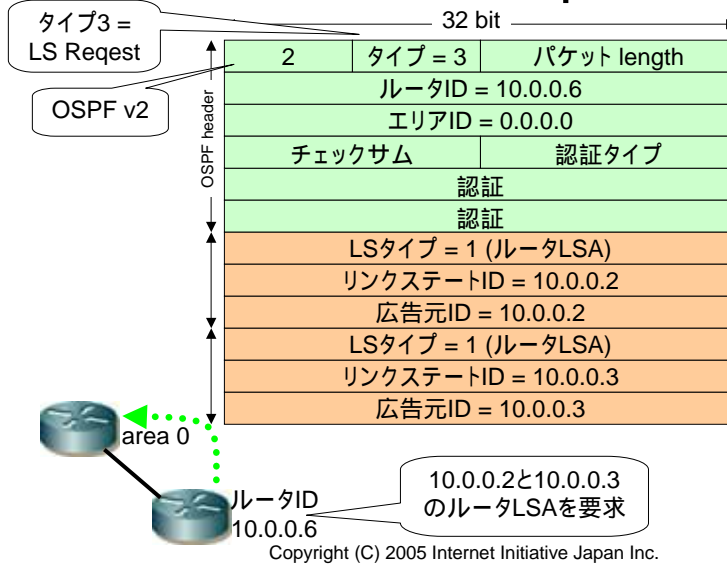 タイプ3 =
LS Reqest
32 bit
2 タイプ = 3 パケット length
OSPF v2
OSPF header
ルータID = 10.0.0.6
エリアID = 0.0.0.0
チェックサム 認証タイプ
認証
認証
LSタイプ = 1 (ルータLSA)
リンクステートID = 10.0.0.2
広告元ID = 10.0.0.2
LSタイプ = 1 (ルータLSA)
リンクステートID = 10.0.0.3
広告元ID = 10.0.0.3
area 0
ルータID
10.0.0.6
10.0.0.2と10.0.0.3
のルータLSAを要求
Copyright (C) 2005 Internet Initiative Japan Inc.